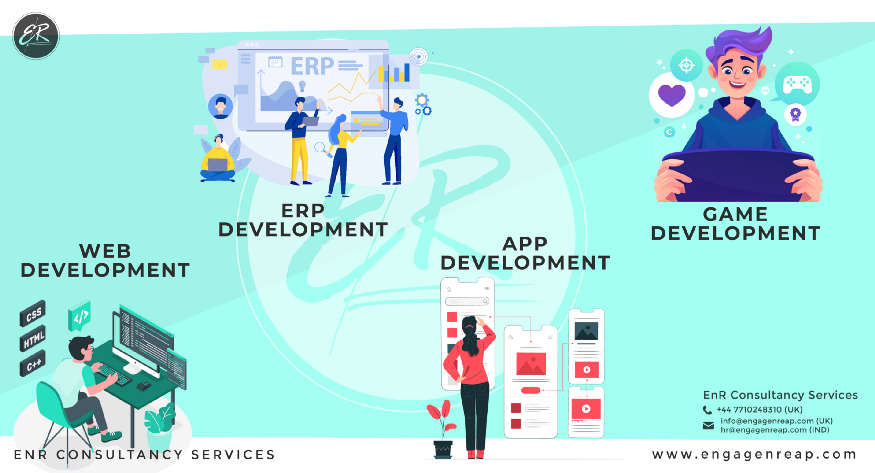 ER
ERP
ERP
DEVELOPMENT
GAME
DEVELOPMENT
WEB
DEVELOPMENT
APP
DEVELOPMENT
ER
CSS
HTML
C++
</>
EnR Consultancy Services
+44 7710248310 (UK)
info@engagenreap.com (UK)
hr@engagenreap.com (IND)
ENR CONSULTANCY SERVICES
www.engagenreap.com